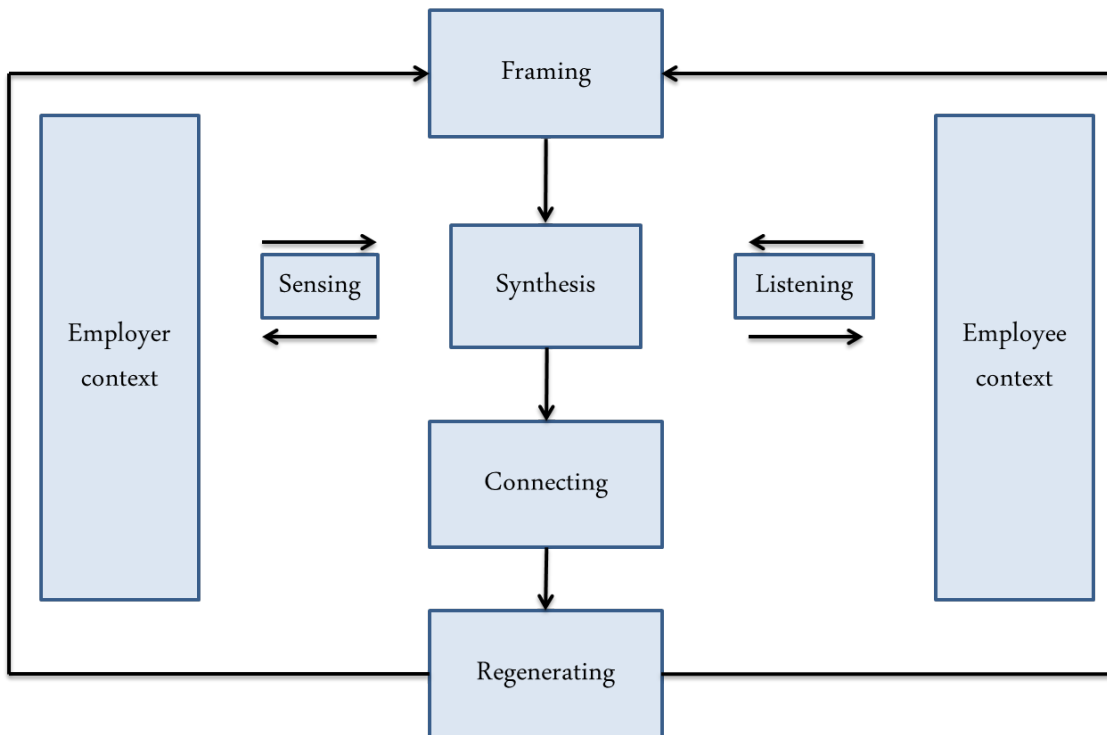 Framing
Sensing
Synthesis
Listening
Employer
context
Employee
context
Connecting
Regenerating